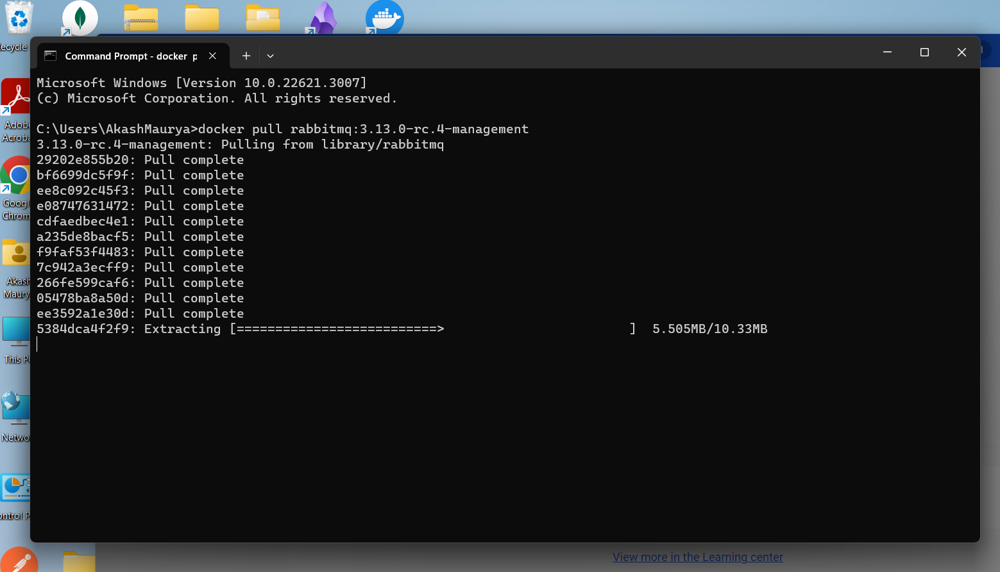 ecycle
Command Prompt - docker p
Microsoft Windows [Version 10.0.22621.3007]
(c) Microsoft Corporation. All rights reserved.
C:\Users\AkashMaurya>docker pull rabbitmq:3.13.0-rc.4-management
3.13.0-rc.4-management: Pulling from library/rabbitmq
29202e855b20: Pull complete
bf6699dc5f9f: Pull complete
ee8c092c45f3: Pull complete
e08747631472: Pull complete
cdfaedbec4e1: Pull complete
a235de8bacf5: Pull complete
f9faf53f4483: Pull complete
7c942a3ecff9: Pull complete
266fe599caf6: Pull complete
05478ba8a50d: Pull complete
ee3592a1e30d: Pull complete
5384dca4f2f9: Extracting [==========================> ] 5.505MB/10.33MB
Adobe
Acroba
Googl
Chrom
Akash
Maury
This PC
Netwo
ontrol P
View more in the Learning center